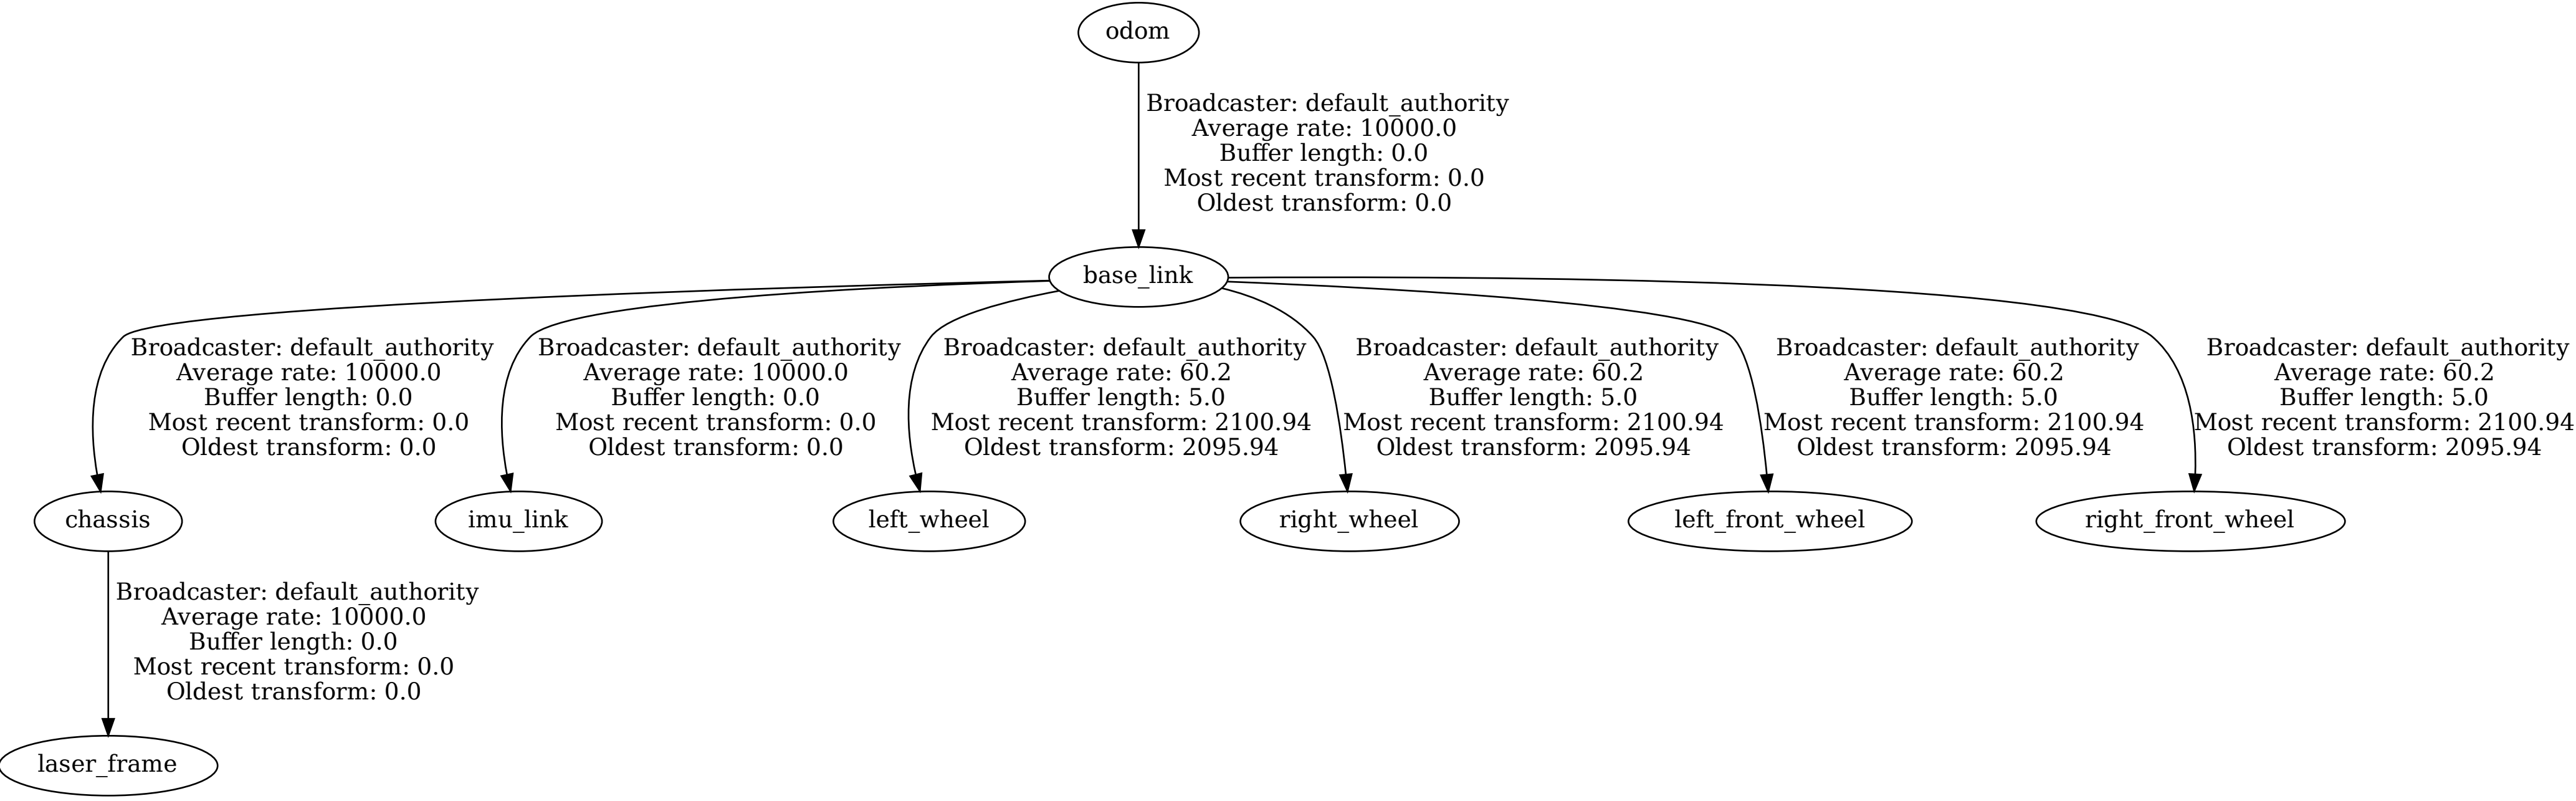 odom
Broadcaster: default_authority
Average rate: 10000.0
Buffer length: 0.0
Most recent transform: 0.0
Oldest transform: 0.0
base_link
Broadcaster: default_authority
Average rate: 10000.0
Buffer length: 0.0
Most recent transform: 0.0
Oldest transform: 0.0
Broadcaster: default_authority
Average rate: 10000.0
Buffer length: 0.0
Most recent transform: 0.0
Oldest transform: 0.0
Broadcaster: default_authority
Average rate: 60.2
Buffer length: 5.0
Most recent transform: 2100.94
Oldest transform: 2095.94
Broadcaster: default_authority
Average rate: 60.2
Buffer length: 5.0
Most recent transform: 2100.94
Oldest transform: 2095.94
Broadcaster: default_authority
Average rate: 60.2
Buffer length: 5.0
Most recent transform: 2100.94
Oldest transform: 2095.94
Broadcaster: default_authority
Average rate: 60.2
Buffer length: 5.0
Most recent transform: 2100.94
Oldest transform: 2095.94
chassis
imu_link
left_wheel
right_wheel
left_front_wheel
right_front_wheel
Broadcaster: default_authority
Average rate: 10000.0
Buffer length: 0.0
Most recent transform: 0.0
Oldest transform: 0.0
laser_frame